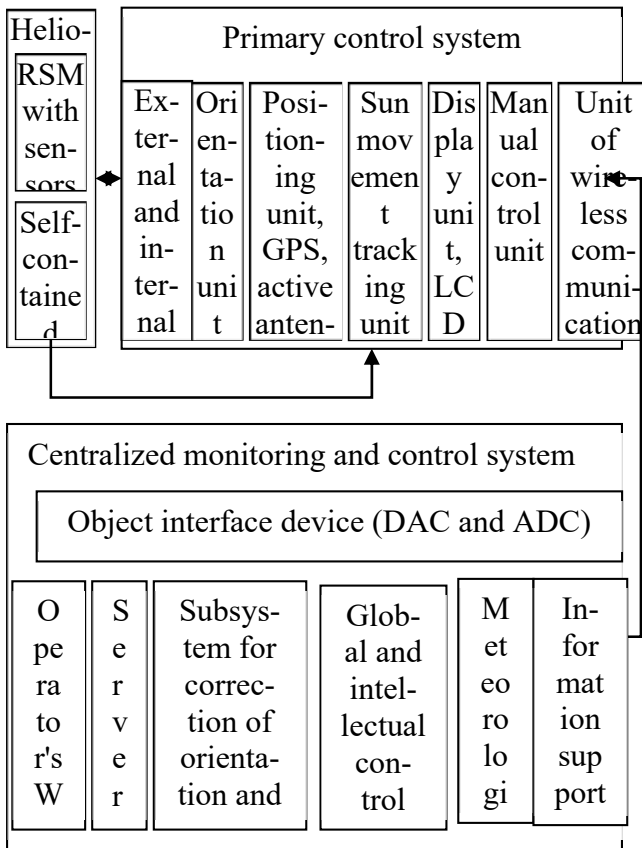 Helio-
RSM
with
sen-
sors
Self-
contai
ne
d
Primary control system
Ex-
ter-
nal
and
in-
ter-
nal
Ori
en-
ta-
tio
n
uni
t
Posi-
tion-
ing
unit,
GPS,
active
anten-
Sun
mov
emen
t
track
ing
unit
Dis
pla
y
uni
t,
LC
D
Man
ual
con-
trol
unit
Unit
of
wire-
less
com-
muni-
cation
Centralized monitoring and control system
Object interface device (DAC and ADC)
O
pe
ra
to
r's
W
S
e
r
v
e
r
Subsys-
tem for
correc-
tion of
orienta-
tion and
Glob-
al and
intel-
lectual
con-
trol
M
et
eo
ro
lo
gi
In-
for
mat
ion
sup
port